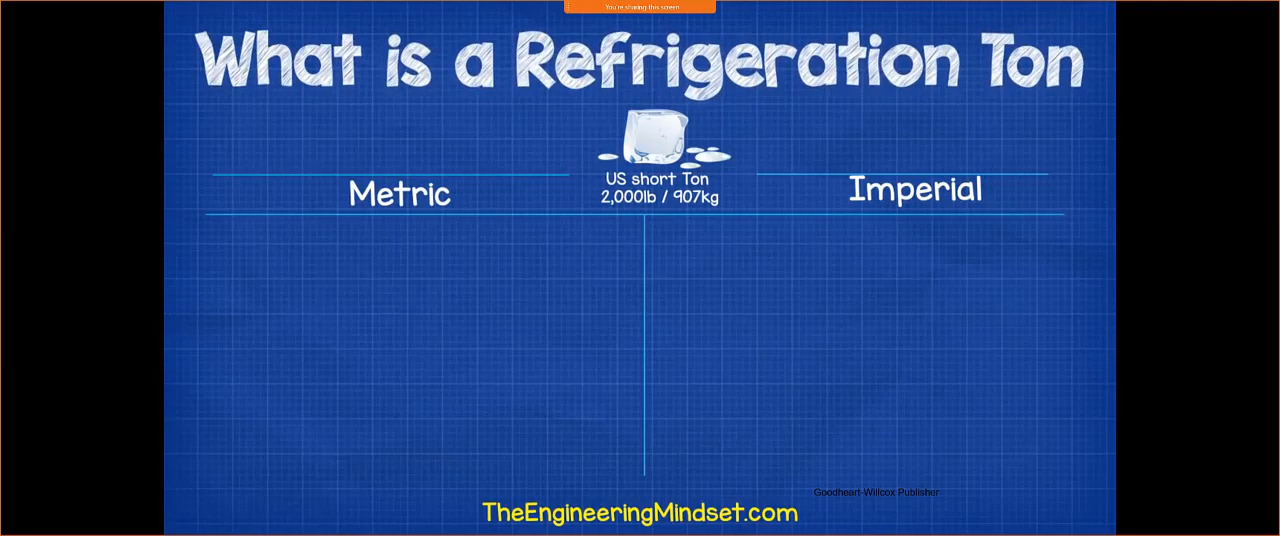 You're sharing this screen
What is a Refrigeration Ton
US short Ton
2,000lb / 907kg
Metric
Imperial
Goodheart-Willcox Publisher
TheEngineeringMindset.com